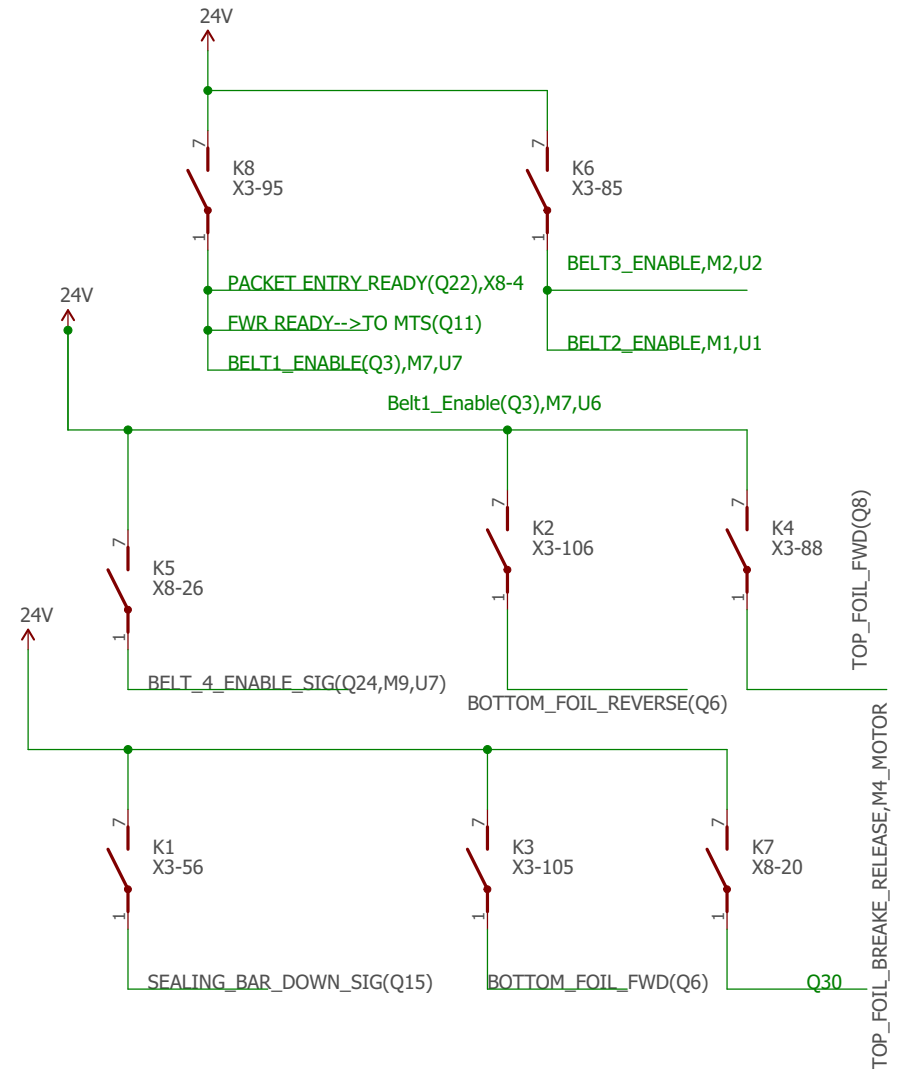 24V
7
K8
X3-95
1
7
K6
X3-85
1
PACKET ENTRY READY(Q22),X8-4
FWR READY-->TO MTS(Q11)
BELT1_ENABLE(Q3),M7,U7
BELT3_ENABLE,M2,U2
BELT2_ENABLE,M1,U1
24V
Belt1_Enable(Q3),M7,U6
7
K5
X8-26
1
BELT_4_ENABLE_SIG(Q24,M9,U7)
7
K2
X3-106
1
BOTTOM_FOIL_REVERSE(Q6)
7
K4
X3-88
1
TOP_FOIL_FWD(Q8)
24V
7
K1
X3-56
1
SEALING_BAR_DOWN_SIG(Q15)
7
K3
X3-105
1
BOTTOM_FOIL_FWD(Q6)
7
K7
X8-20
1
Q30
TOP_FOIL_BREAKE_RELEASE,M4_MOTOR